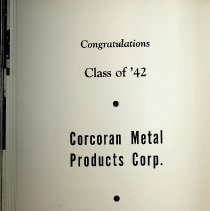 Congratulations
Class of '42
Corcoran Metal
Products Corp.